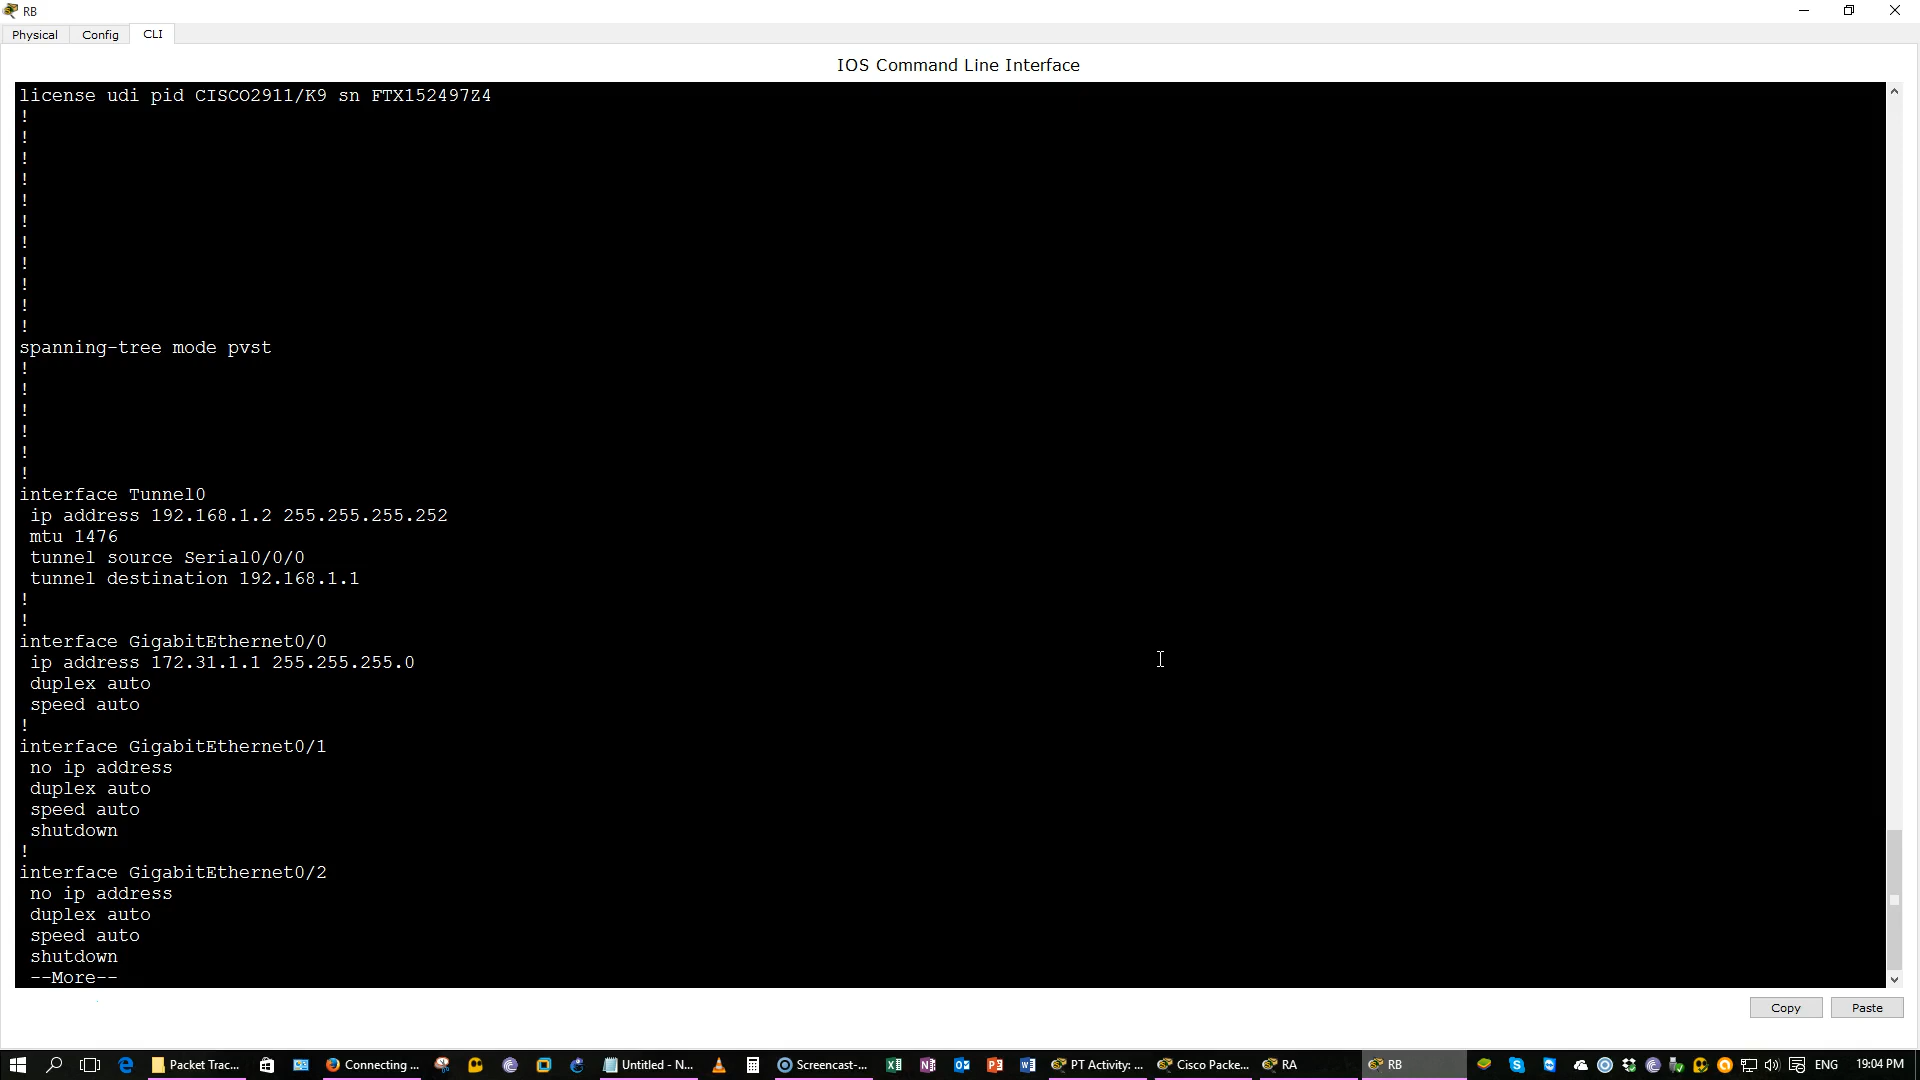 RB
Physical Config CLI
IOS Command Line Interface
license udi pid CISCO2911/K9 sn FTX152497Z4
!
!
!
!
!
!
!
!
!
!
!
spanning-tree mode pvst
!
!
!
!
!
!
interface Tunnel0
ip address 192.168.1.2 255.255.255.252
mtu 1476
tunnel source Serial0/0/0
tunnel destination 192.168.1.1
!
!
interface GigabitEthernet0/0
ip address 172.31.1.1 255.255.255.0
duplex auto
speed auto
!
interface GigabitEthernet0/1
no ip address
duplex auto
speed auto
shutdown
!
interface GigabitEthernet0/2
no ip address
duplex auto
speed auto
shutdown
--More--
Copy Paste
Packet Trac... Connecting ... Untitled - N... Screencast-... PT Activity: ... Cisco Packe... RA RB ENG 19:04 PM